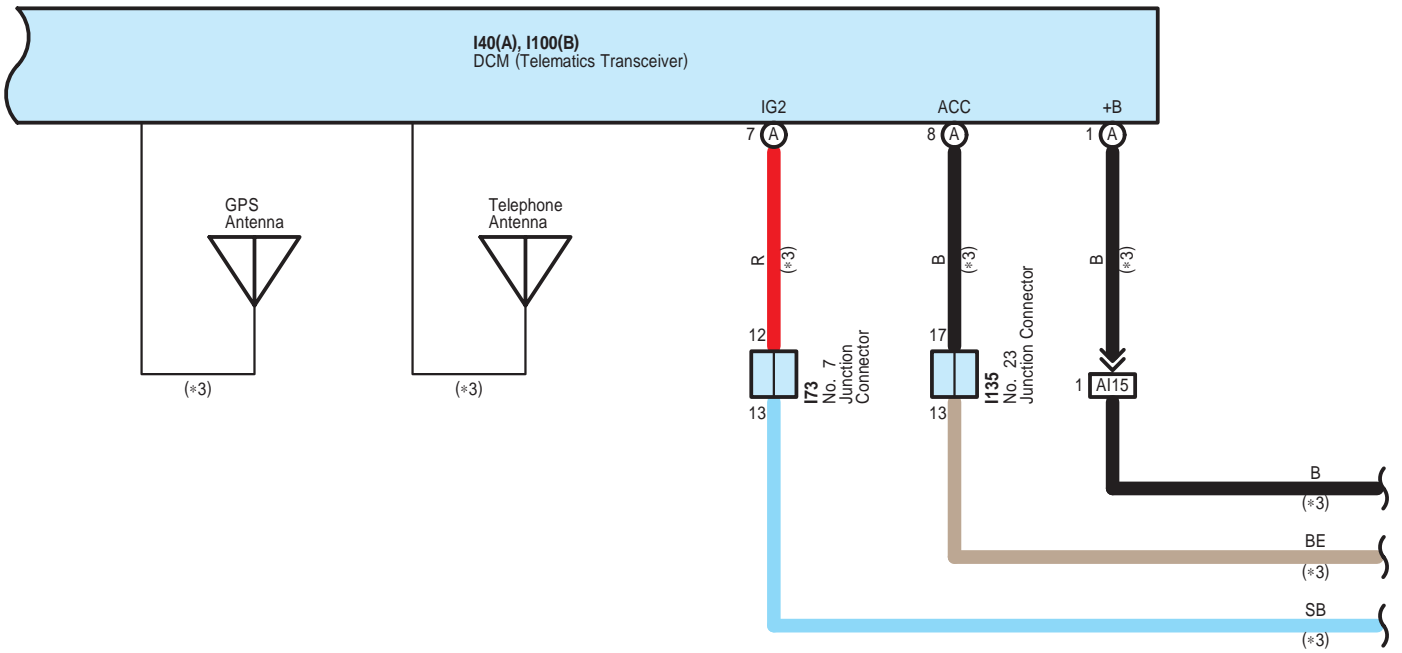 I40(A), I100(B)
DCM (Telematics Transceiver)
IG2
ACC
+B
7 A
8 A
1 A
GPS
Antenna
Telephone
Antenna
R
(*3)
B
(*3)
B
(*3)
12
17
I73
No. 7
Junction
Connector
I135
No. 23
Junction Connector
1 AI15
(*3)
(*3)
13
13
B
(*3)
BE
(*3)
SB
(*3)